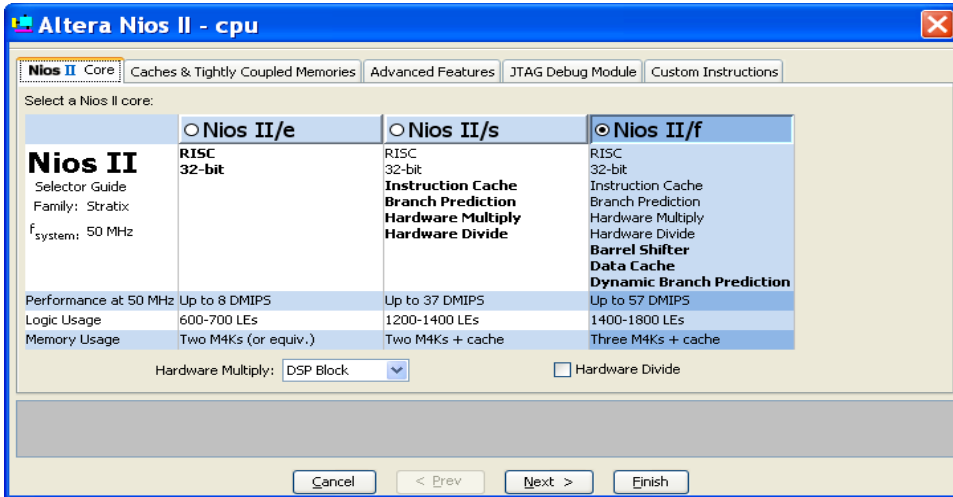 Altera Nios II - cpu
Nios II Core Caches & Tightly Coupled Memories Advanced Features JTAG Debug Module Custom Instructions
Select a Nios II core:
Nios II/e Nios II/s Nios II/f
Nios II
Selector Guide
Family: Stratix
fsystem: 50 MHz
RISC
32-bit
RISC
32-bit
Instruction Cache
Branch Prediction
Hardware Multiply
Hardware Divide
RISC
32-bit
Instruction Cache
Branch Prediction
Hardware Multiply
Hardware Divide
Barrel Shifter
Data Cache
Dynamic Branch Prediction
Performance at 50 MHz Up to 8 DMIPS Up to 37 DMIPS Up to 57 DMIPS
Logic Usage 600-700 LEs 1200-1400 LEs 1400-1800 LEs
Memory Usage Two M4Ks (or equiv.) Two M4Ks + cache Three M4Ks + cache
Hardware Multiply: DSP Block Hardware Divide
Cancel < Prev Next > Finish